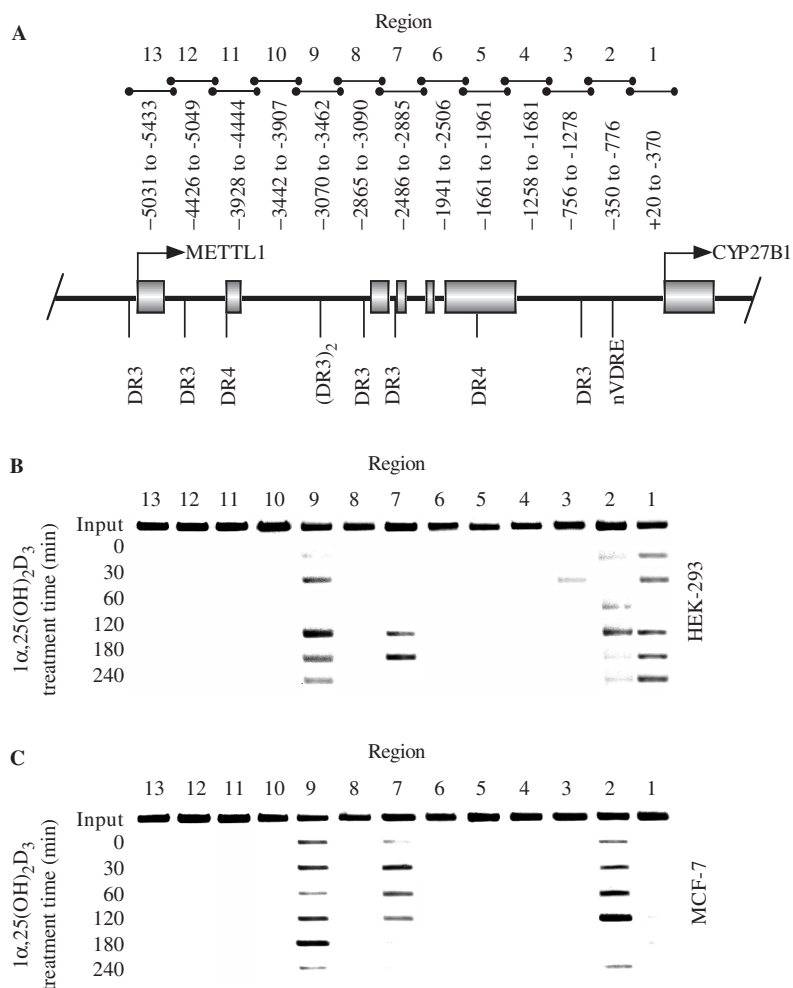 A
Region
13 12 11 10 9 8 7 6 5 4 3 2 1
−5031 to -5433
−4426 to -5049
−3928 to -4444
−3442 to -3907
−3070 to -3462
−2865 to -3090
−2486 to -2885
−1941 to -2506
−1661 to -1961
−1258 to -1681
−756 to -1278
−350 to -776
+20 to -370
METTL1
CYP27B1
DR3
DR3
DR4
(DR3)2
DR3
DR3
DR4
DR3
nVDRE
B
Region
13 12 11 10 9 8 7 6 5 4 3 2 1
1α,25(OH)2D3
treatment time (min)
Input
0
30
60
120
180
240
HEK-293
C
Region
13 12 11 10 9 8 7 6 5 4 3 2 1
1α,25(OH)2D3
treatment time (min)
Input
0
30
60
120
180
240
MCF-7